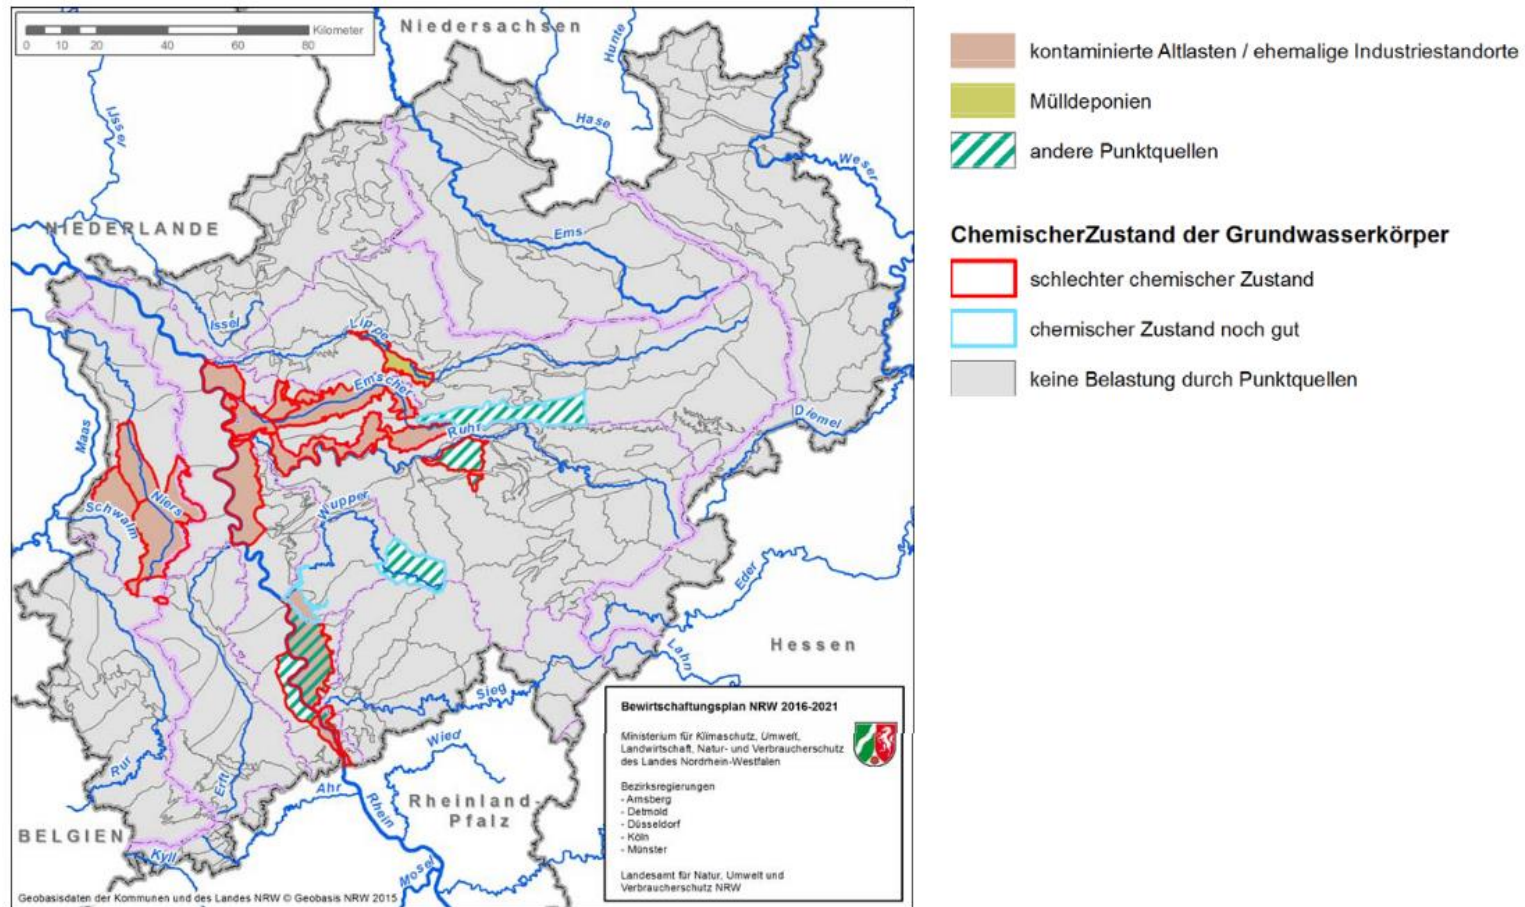 Niedersachsen
Kilometer
0 10 20 40 60 80
Hunte
IJssel
Hase
Weser
NIEDERLANDE
Ems
Issel
Lippe
Emscher
Maas
Ruhr
Diemel
Niers
Schwalm
Wupper
Eder
Hessen
Lahn
Sieg
Wied
Rur
Erft
Ahr
Rhein
Rheinland-
Pfalz
BELGIEN
Kyll
Mosel
Geobasisdaten der Kommunen und des Landes NRW © Geobasis NRW 2015
Bewirtschaftungsplan NRW 2016-2021
Ministerium für Klimaschutz, Umwelt,
Landwirtschaft, Natur- und Verbraucherschutz
des Landes Nordrhein-Westfalen
Bezirksregierungen
- Arnsberg
- Detmold
- Düsseldorf
- Köln
- Münster
Landesamt für Natur, Umwelt und
Verbraucherschutz NRW
kontaminierte Altlasten / ehemalige Industriestandorte
Mülldeponien
andere Punktquellen
ChemischerZustand der Grundwasserkörper
schlechter chemischer Zustand
chemischer Zustand noch gut
keine Belastung durch Punktquellen